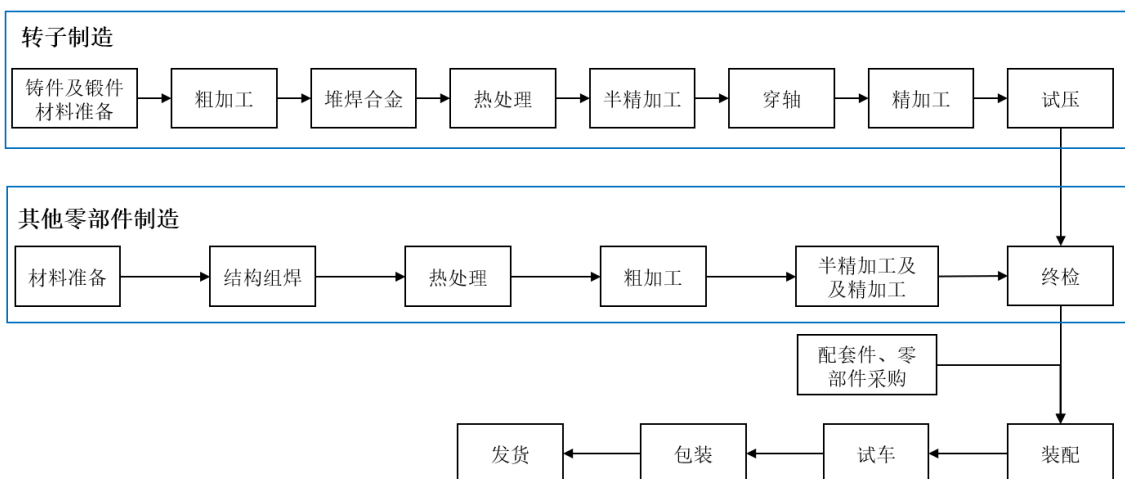 转子制造
铸件及锻件
材料准备
粗加工
堆焊合金
热处理
半精加工
穿轴
精加工
试压
其他零部件制造
材料准备
结构组焊
热处理
粗加工
半精加工及
及精加工
终检
配套件、零
部件采购
发货
包装
试车
装配